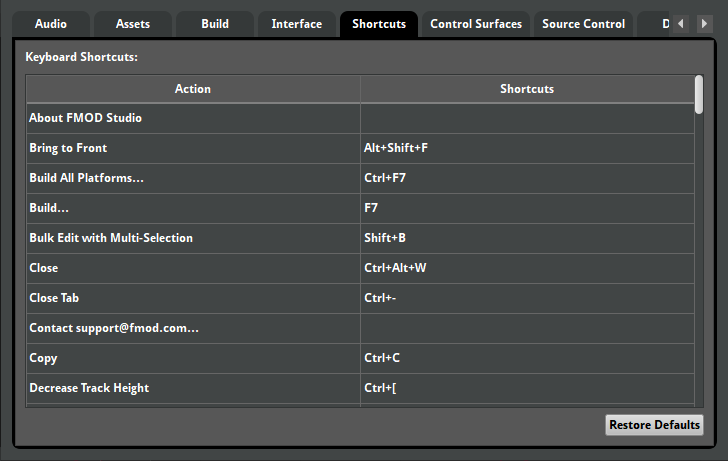 Audio Assets Build Interface Shortcuts Control Surfaces Source Control D
Keyboard Shortcuts:
Action Shortcuts
About FMOD Studio
Bring to Front Alt+Shift+F
Build All Platforms... Ctrl+F7
Build... F7
Bulk Edit with Multi-Selection Shift+B
Close Ctrl+Alt+W
Close Tab Ctrl+-
Contact support@fmod.com...
Copy Ctrl+C
Decrease Track Height Ctrl+[
Restore Defaults